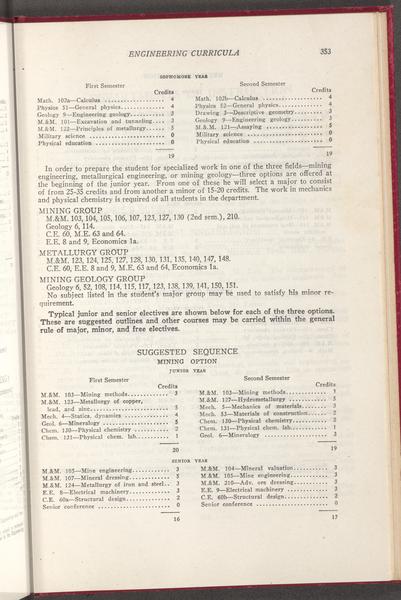 ENGINEERING CURRICULA 353
SOPHOMORE YEAR
First Semester
Credits
Math. 102a—Calculus 4
Physics 51—General physics 4
Geology 9—Engineering geology 3
M.&M. 101—Excavation and tunneling 3
M.&M. 122—Principles of metallurgy 5
Military science 0
Physical education 0
19
Second Semester
Credits
Math. 102b—Calculus 4
Physics 52—General physics 4
Drawing 3—Descriptive geometry 3
Geology 9—Engineering geology 3
M.&M. 121—Assaying 5
Military science 0
Physical education 0
19
In order to prepare the student for specialized work in one of the three fields—mining
engineering, metallurgical engineering, or mining geology—three options are offered at
the beginning of the junior year. From one of these he will select a major to consist
of from 25-35 credits and from another a minor of 15-20 credits. The work in mechanics
and physical chemistry is required of all students in the department.
MINING GROUP
M.&M. 103, 104, 105, 106, 107, 123, 127, 130 (2nd sem.), 210.
Geology 6, 114.
C.E. 60, M.E. 63 and 64.
E.E. 8 and 9, Economics 1a.
METALLURGY GROUP
M.&M. 123, 124, 125, 127, 128, 130, 131, 135, 140, 147, 148.
C.E. 60, E.E. 8 and 9, M.E. 63 and 64, Economics 1a.
MINING GEOLOGY GROUP
Geology 6, 52, 108, 114, 115, 117, 123, 138, 139, 141, 150, 151.
No subject listed in the student's major group may be used to satisfy his minor re-
quirement.
Typical junior and senior electives are shown below for each of the three options.
These are suggested outlines and other courses may be carried within the general
rule of major, minor, and free electives.
SUGGESTED SEQUENCE
MINING OPTION
JUNIOR YEAR
First Semester
Credits
M.&M. 103—Mining methods 3
M.&M. 123—Metallurgy of copper,
lead, and zinc 5
Mech. 4—Statics, dynamics 4
Geol. 6—Mineralogy 5
Chem. 130—Physical chemistry 2
Chem. 131—Physical chem. lab. 1
20
Second Semester
Credits
M.&M. 103—Mining methods 1
M.&M. 127—Hydrometallurgy 5
Mech. 5—Mechanics of materials 3
Mech. 53—Materials of construction 2
Chem. 130—Physical chemistry 2
Chem. 131—Physical chem. lab. 1
Geol. 6—Mineralogy 3
19
SENIOR YEAR
M.&M. 105—Mine engineering 3
M.&M. 107—Mineral dressing 5
M.&M. 124—Metallurgy of iron and steel 3
E.E. 8—Electrical machinery 3
C.E. 60a—Structural design 2
Senior conference 0
16
M.&M. 104—Mineral valuation 3
M.&M. 105—Mine engineering 3
M.&M. 210—Adv. ore dressing 3
E.E. 9—Electrical machinery 3
C.E. 60b—Structural design 2
Senior conference 0
17